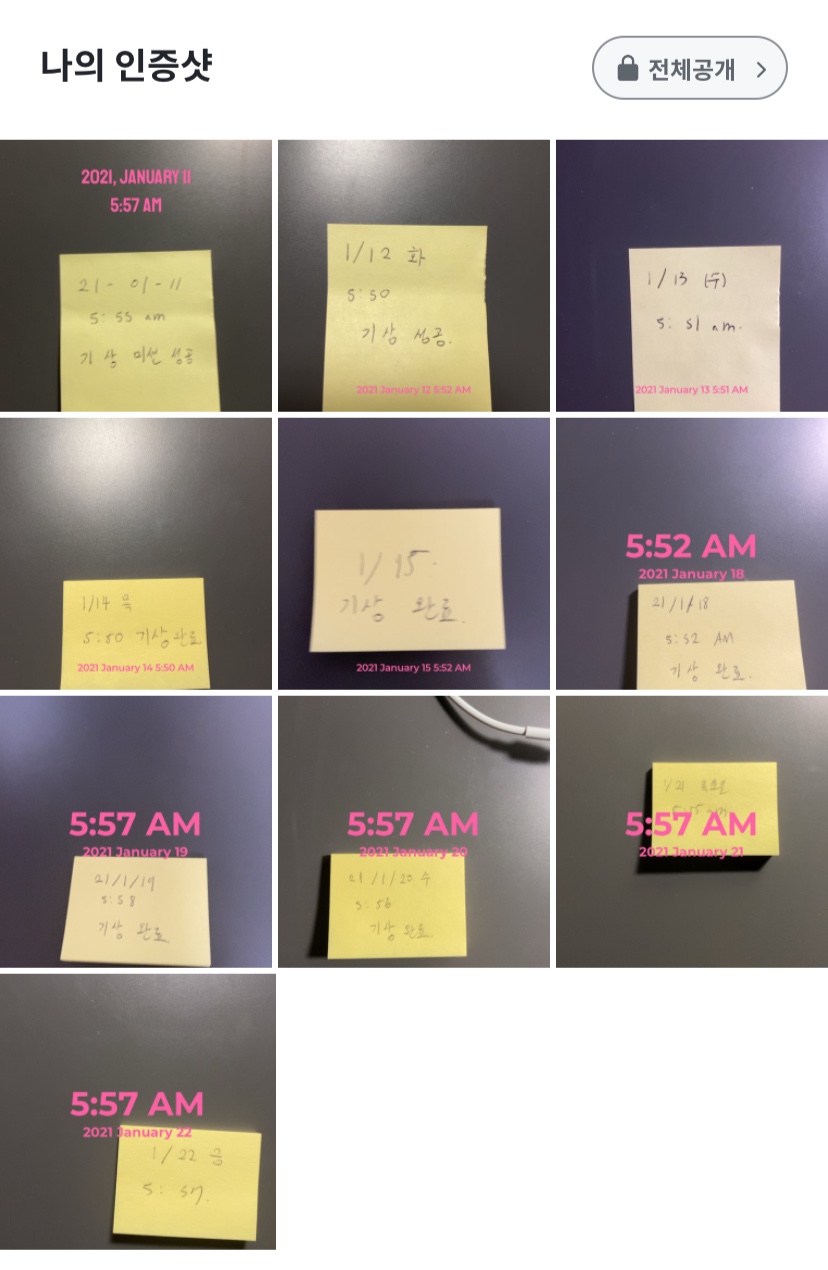 나의 인증샷
전체공개
2021, JANUARY 11
5:57 AM
21 - 01 - 11
5: 55 am
기상 미션 성공
1/12 화
5:50
기상 성공.
2021 January 12 5:52 AM
1/13 (수)
5: 51 am.
2021 January 13 5:51 AM
1/14 목
5:50 기상 완료
2021 January 14 5:50 AM
1/15.
기상 완료.
2021 January 15 5:52 AM
5:52 AM
2021 January 18
21/1/18
5:52 AM
기상 완료.
5:57 AM
2021 January 19
21/1/19
5:58
기상 완료
5:57 AM
2021 January 20
21/1/20 수
5:56
기상 완료
1/21 목요일
5:57 AM
2021 January 21
5:57 AM
2021 January 22
1/22 금
5: 57.